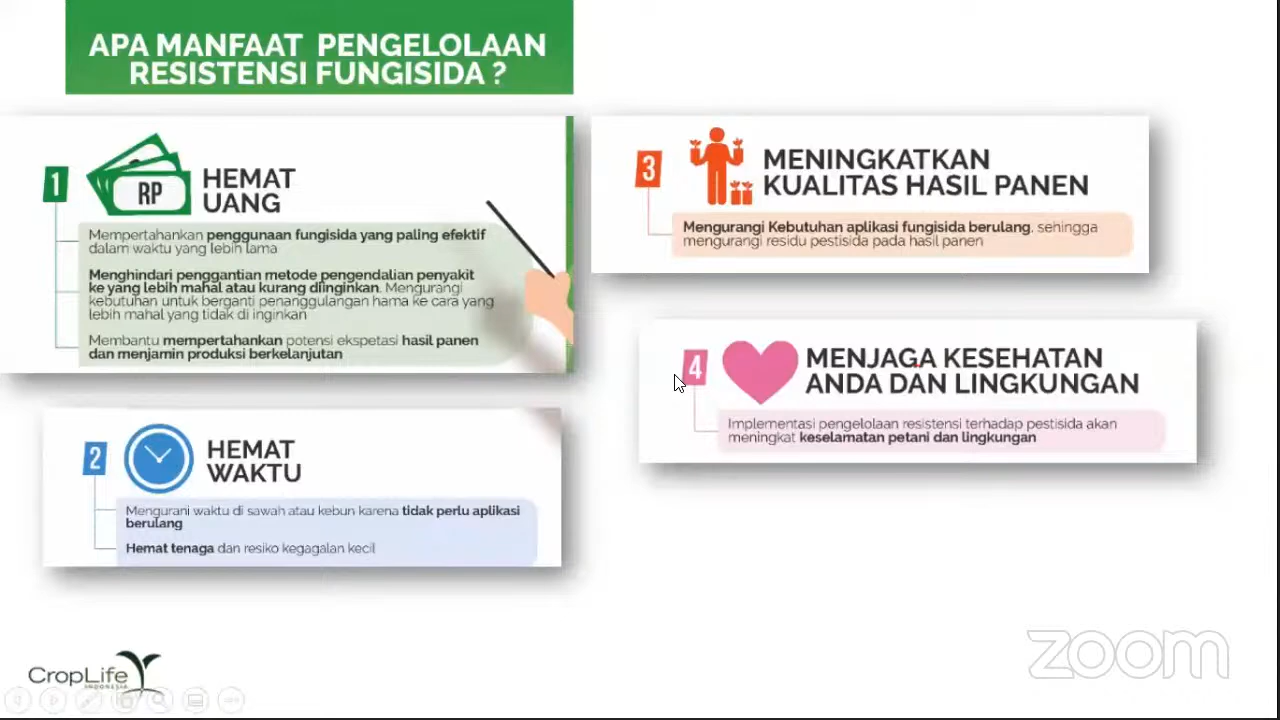 APA MANFAAT PENGELOLAAN
RESISTENSI FUNGISIDA ?
1
RP
HEMAT
UANG
Mempertahankan penggunaan fungisida yang paling efektif
dalam waktu yang lebih lama
Menghindari penggantian metode pengendalian penyakit
ke yang lebih mahal atau kurang diinginkan. Mengurangi
kebutuhan untuk berganti penanggulangan hama ke cara yang
lebih mahal yang tidak di inginkan
Membantu mempertahankan potensi ekspetasi hasil panen
dan menjamin produksi berkelanjutan
2
HEMAT
WAKTU
Mengurani waktu di sawah atau kebun karena tidak perlu aplikasi
berulang
Hemat tenaga dan resiko kegagalan kecil
3
MENINGKATKAN
KUALITAS HASIL PANEN
Mengurangi Kebutuhan aplikasi fungisida berulang, sehingga
mengurangi residu pestisida pada hasil panen
4
MENJAGA KESEHATAN
ANDA DAN LINGKUNGAN
Implementasi pengelolaan resistensi terhadap pestisida akan
meningkat keselamatan petani dan lingkungan
CropLife
INDONESIA
zoom